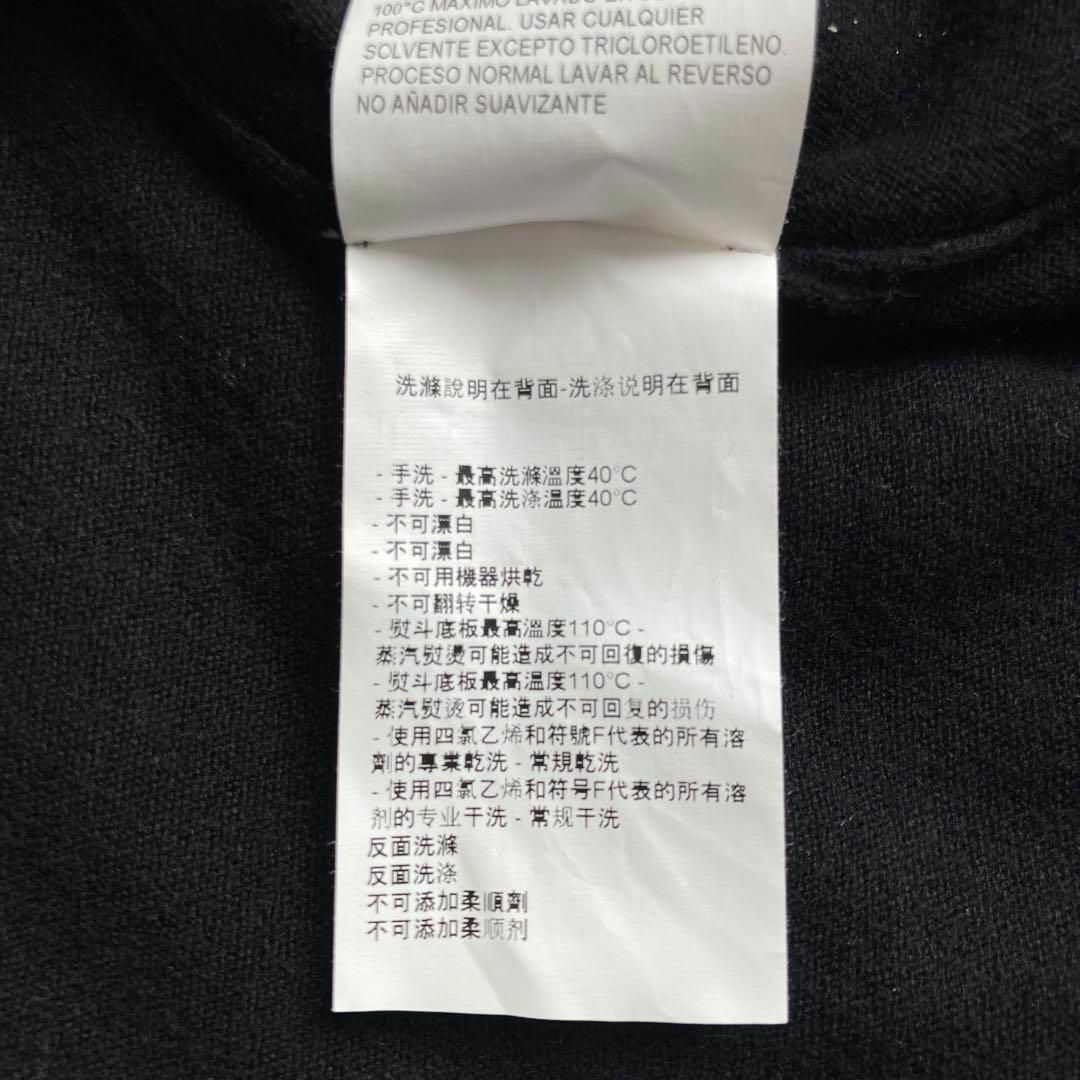 100°C MÁXIMO LAVADO EN
PROFESIONAL. USAR CUALQUIER
SOLVENTE EXCEPTO TRICLOROETILENO.
PROCESO NORMAL LAVAR AL REVERSO
NO AÑADIR SUAVIZANTE
洗滌說明在背面-洗涤说明在背面
- 手洗 - 最高洗滌溫度40°C
- 手洗 - 最高洗涤温度40°C
- 不可漂白
- 不可漂白
- 不可用機器烘乾
- 不可翻转干燥
- 熨斗底板最高溫度110°C -
蒸汽熨燙可能造成不可回復的損傷
- 熨斗底板最高温度110°C -
蒸汽熨烫可能造成不可回复的损伤
- 使用四氯乙烯和符號F代表的所有溶
劑的專業乾洗 - 常規乾洗
- 使用四氯乙烯和符号F代表的所有溶
剂的专业干洗 - 常规干洗
反面洗滌
反面洗涤
不可添加柔順劑
不可添加柔顺剂